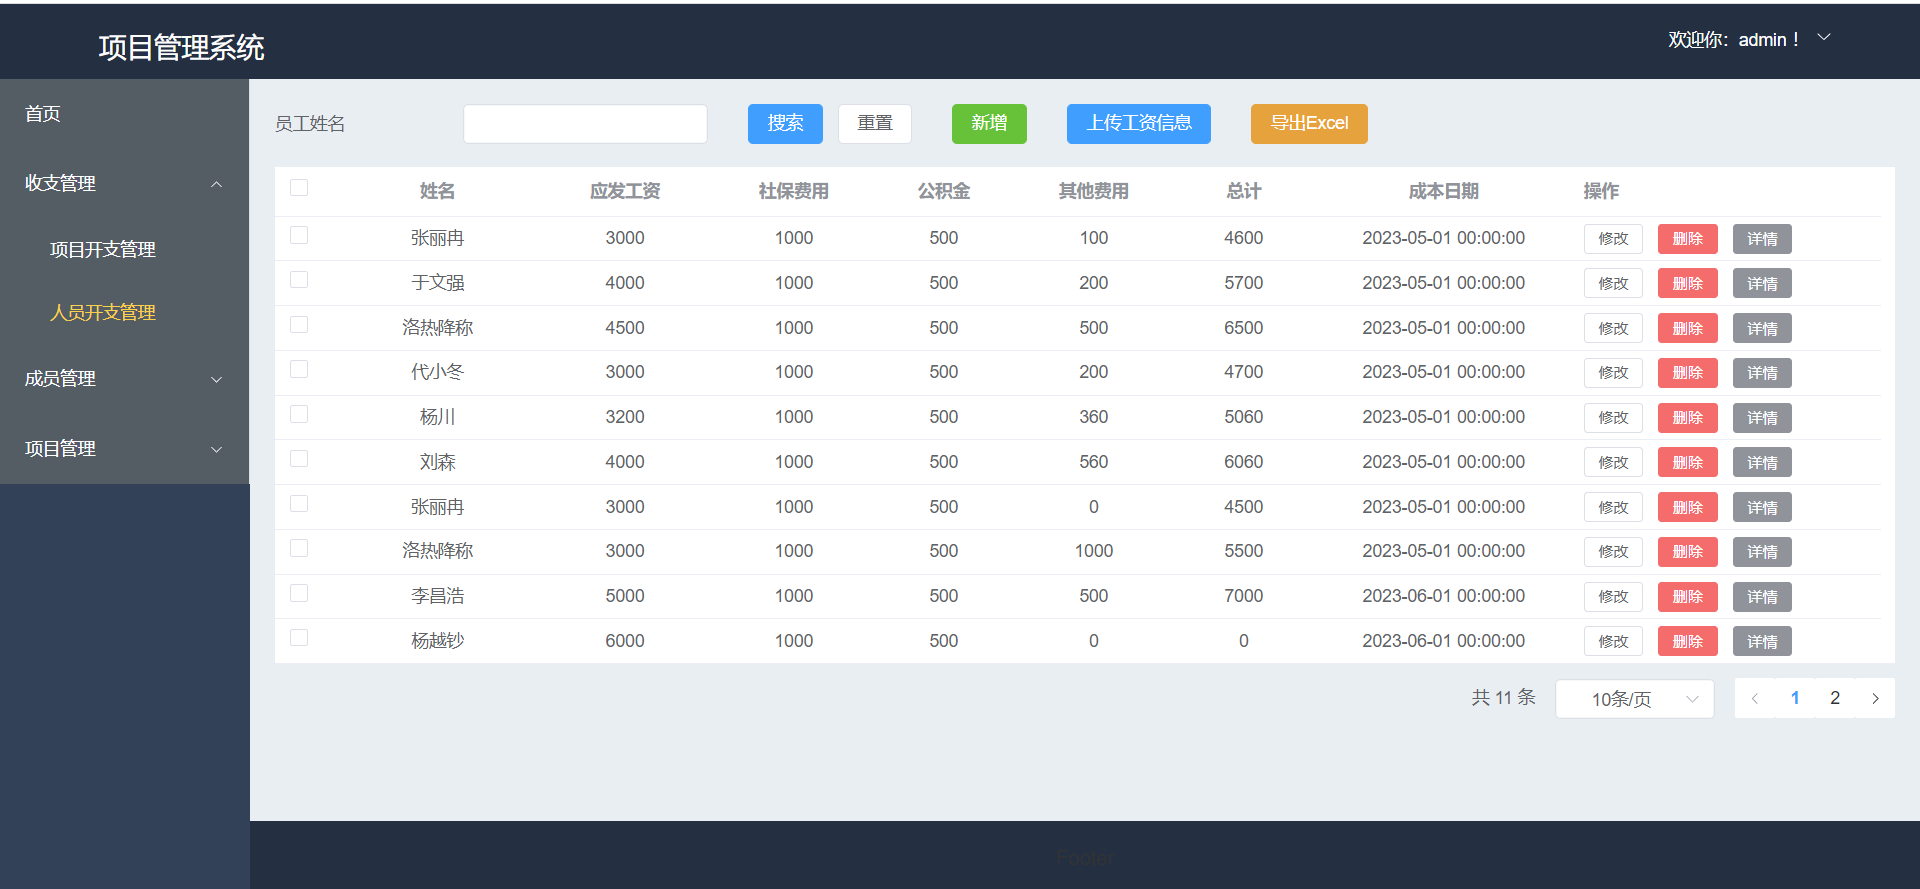 项目管理系统
欢迎你：admin！
首页
收支管理
项目开支管理
人员开支管理
成员管理
项目管理
员工姓名 搜索 重置 新增 上传工资信息 导出Excel
姓名 应发工资 社保费用 公积金 其他费用 总计 成本日期 操作
张丽冉 3000 1000 500 100 4600 2023-05-01 00:00:00 修改 删除 详情
于文强 4000 1000 500 200 5700 2023-05-01 00:00:00 修改 删除 详情
洛热降称 4500 1000 500 500 6500 2023-05-01 00:00:00 修改 删除 详情
代小冬 3000 1000 500 200 4700 2023-05-01 00:00:00 修改 删除 详情
杨川 3200 1000 500 360 5060 2023-05-01 00:00:00 修改 删除 详情
刘森 4000 1000 500 560 6060 2023-05-01 00:00:00 修改 删除 详情
张丽冉 3000 1000 500 0 4500 2023-05-01 00:00:00 修改 删除 详情
洛热降称 3000 1000 500 1000 5500 2023-05-01 00:00:00 修改 删除 详情
李昌浩 5000 1000 500 500 7000 2023-06-01 00:00:00 修改 删除 详情
杨越钞 6000 1000 500 0 0 2023-06-01 00:00:00 修改 删除 详情
共 11 条 10条/页 1 2
Footer